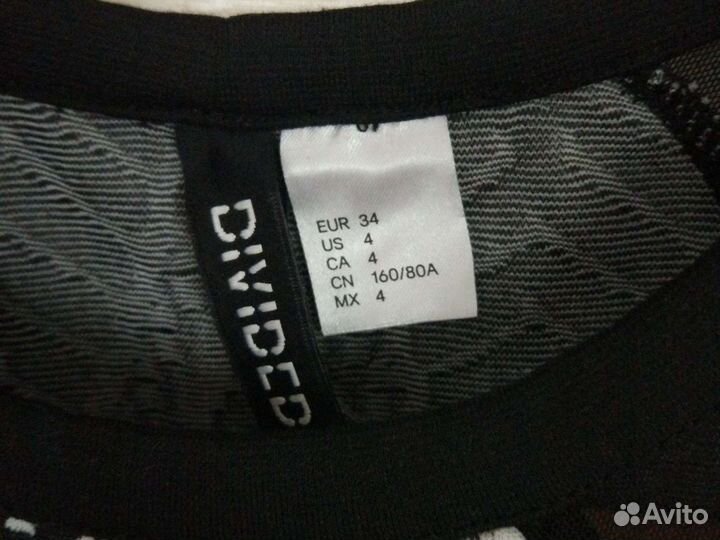 DIVIDED
EUR 34
US 4
CA 4
CN 160/80A
MX 4
Avito